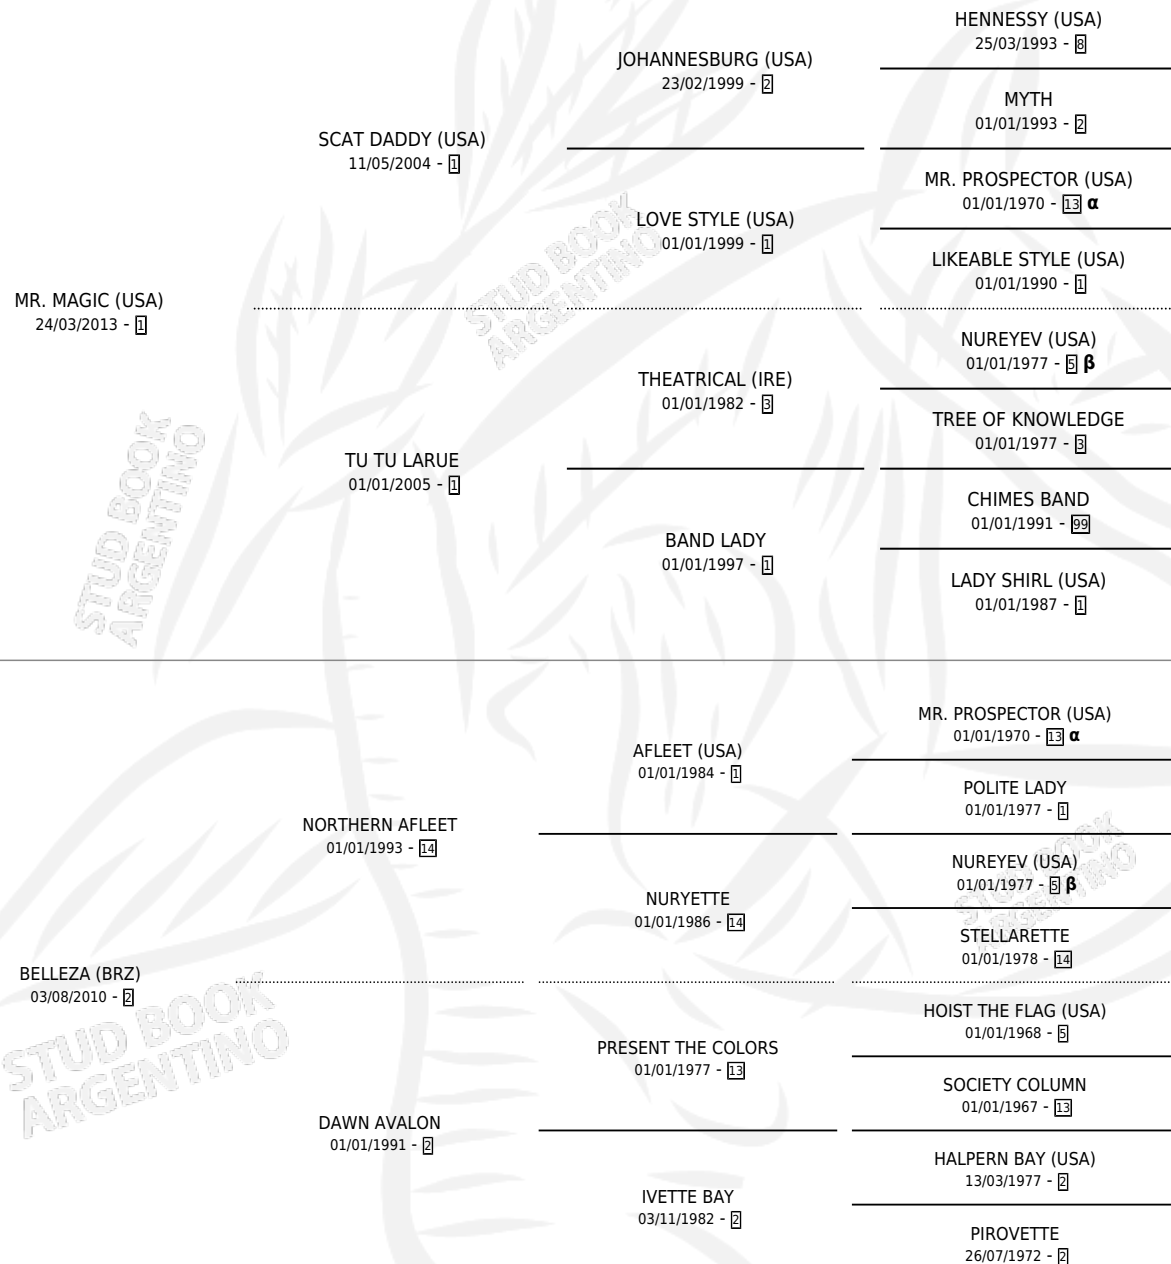 HENNESSY (USA)
25/03/1993 - 8
JOHANNESBURG (USA)
23/02/1999 - 2
MYTH
01/01/1993 - 2
SCAT DADDY (USA)
11/05/2004 - 1
MR. PROSPECTOR (USA)
01/01/1970 - 13 α
LOVE STYLE (USA)
01/01/1999 - 1
LIKEABLE STYLE (USA)
01/01/1990 - 1
MR. MAGIC (USA)
24/03/2013 - 1
NUREYEV (USA)
01/01/1977 - 5 β
THEATRICAL (IRE)
01/01/1982 - 3
TREE OF KNOWLEDGE
01/01/1977 - 3
TU TU LARUE
01/01/2005 - 1
CHIMES BAND
01/01/1991 - 99
BAND LADY
01/01/1997 - 1
LADY SHIRL (USA)
01/01/1987 - 1
MR. PROSPECTOR (USA)
01/01/1970 - 13 α
AFLEET (USA)
01/01/1984 - 1
POLITE LADY
01/01/1977 - 1
NORTHERN AFLEET
01/01/1993 - 14
NUREYEV (USA)
01/01/1977 - 5 β
NURYETTE
01/01/1986 - 14
STELLARETTE
01/01/1978 - 14
BELLEZA (BRZ)
03/08/2010 - 2
HOIST THE FLAG (USA)
01/01/1968 - 5
PRESENT THE COLORS
01/01/1977 - 13
SOCIETY COLUMN
01/01/1967 - 13
DAWN AVALON
01/01/1991 - 2
HALPERN BAY (USA)
13/03/1977 - 2
IVETTE BAY
03/11/1982 - 2
PIROVETTE
26/07/1972 - 2
STUD BOOK
ARGENTINO
STUD BOOK
ARGENTINO
STUD BOOK
ARGENTINO
STUD BOOK
ARGENTINO